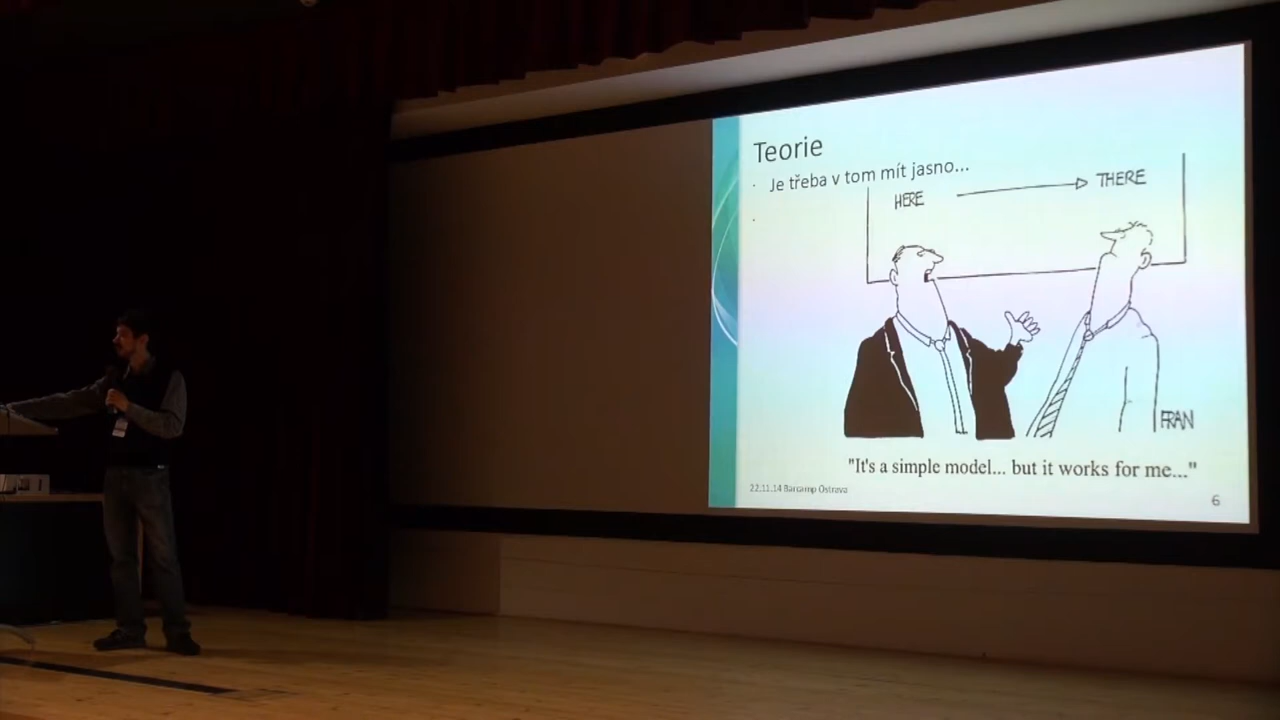 Teorie
Je třeba v tom mít jasno...
HERE
THERE
FRAN
"It's a simple model... but it works for me..."
22.11.14 Barcamp Ostrava
6